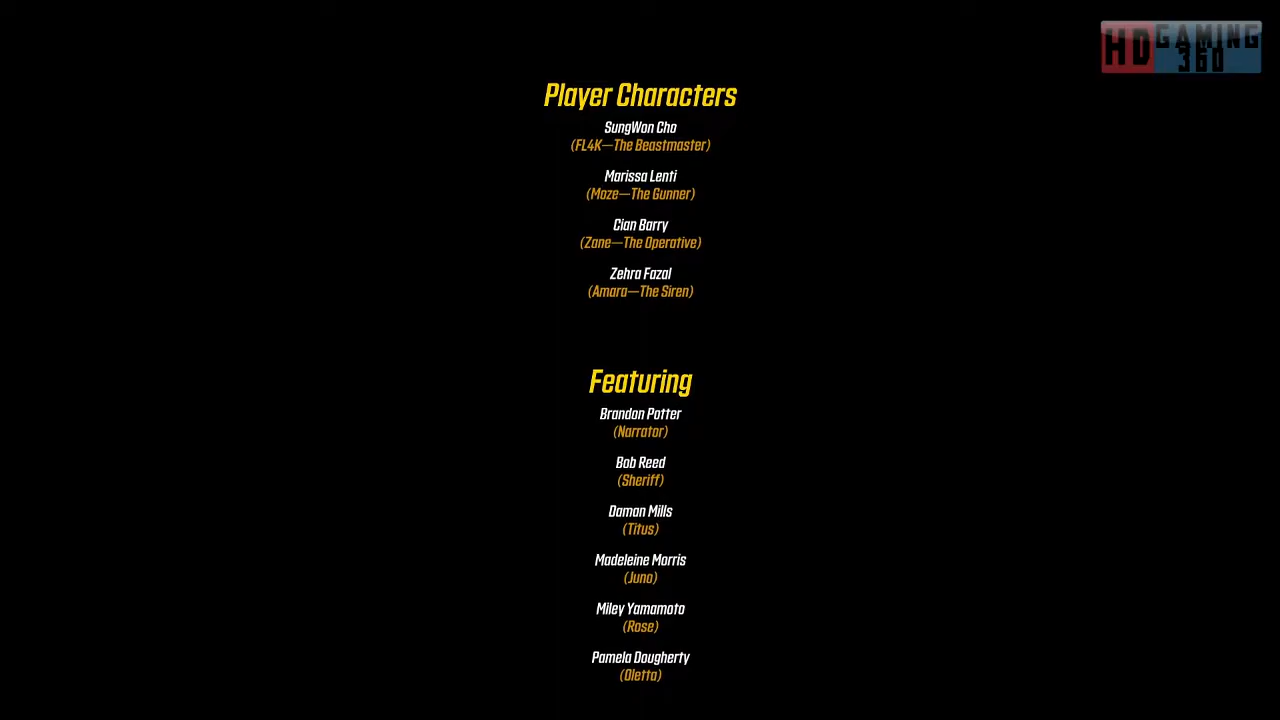 HD GAMING
360
Player Characters
SungWon Cho
(FL4K—The Beastmaster)
Marissa Lenti
(Moze—The Gunner)
Cian Barry
(Zane—The Operative)
Zehra Fazal
(Amara—The Siren)
Featuring
Brandon Potter
(Narrator)
Bob Reed
(Sheriff)
Daman Mills
(Titus)
Madeleine Morris
(Juno)
Miley Yamamoto
(Rose)
Pamela Dougherty
(Oletta)